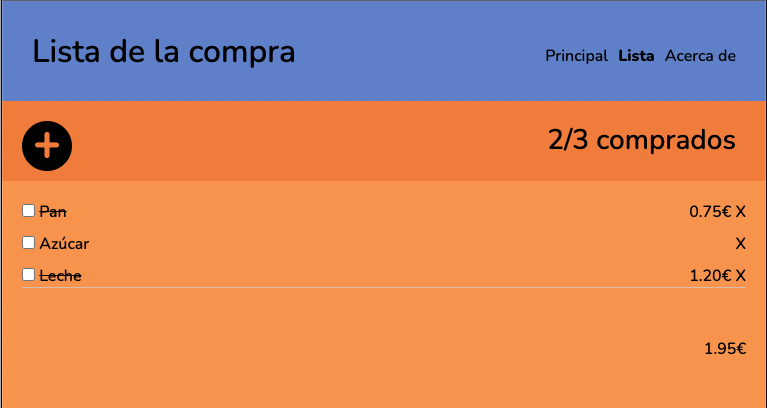 Lista de la compra
Principal Lista Acerca de
2/3 comprados
Pan 0.75€ X
Azúcar X
Leche 1.20€ X
1.95€